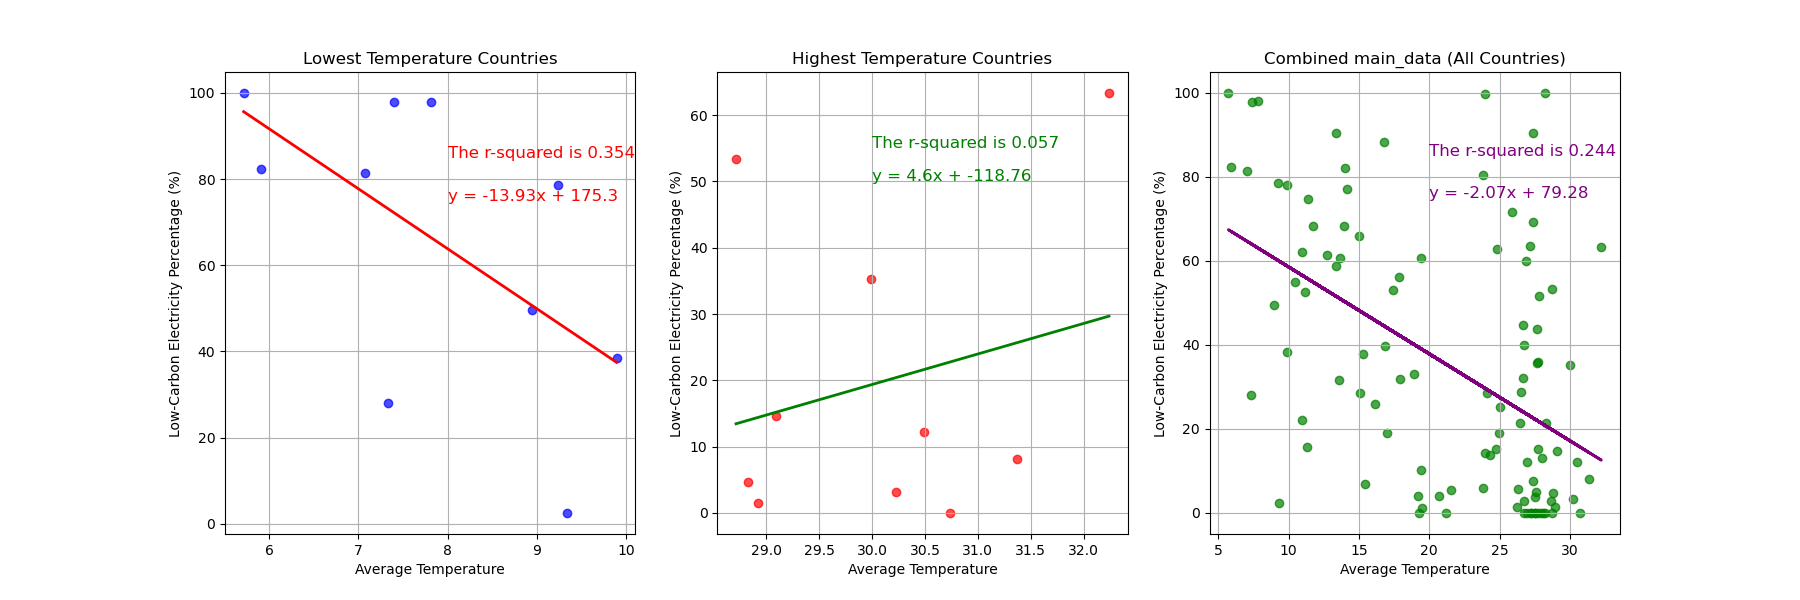 Lowest Temperature Countries
100
80
60
40
20
0
6
7
8
9
10
Low-Carbon Electricity Percentage (%)
Average Temperature
The r-squared is 0.354
y = -13.93x + 175.3
Highest Temperature Countries
60
50
40
30
20
10
0
29.0
29.5
30.0
30.5
31.0
31.5
32.0
Low-Carbon Electricity Percentage (%)
Average Temperature
The r-squared is 0.057
y = 4.6x + -118.76
Combined main_data (All Countries)
100
80
60
40
20
0
5
10
15
20
25
30
Low-Carbon Electricity Percentage (%)
Average Temperature
The r-squared is 0.244
y = -2.07x + 79.28